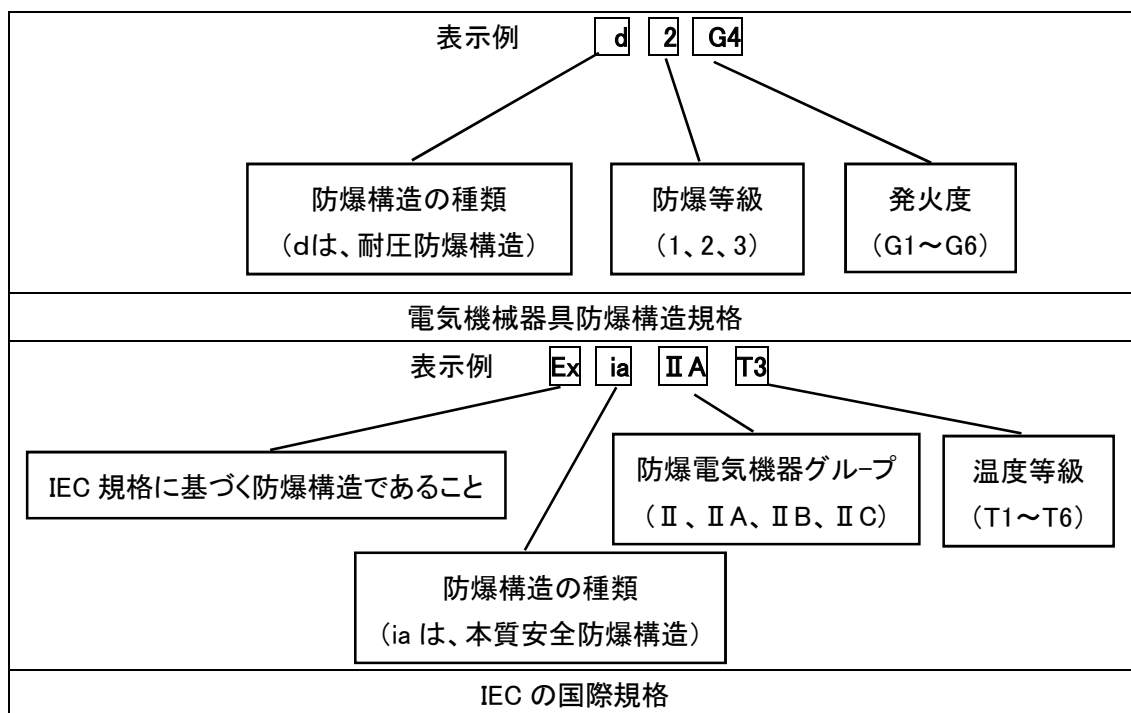 表示例 d 2 G4
防爆構造の種類
(dは、耐圧防爆構造)
防爆等級
(1、2、3)
発火度
(G1～G6)
電気機械器具防爆構造規格
表示例 Ex ia ⅡA T3
IEC 規格に基づく防爆構造であること
防爆電気機器グループ
(Ⅱ、ⅡA、ⅡB、ⅡC)
温度等級
(T1～T6)
防爆構造の種類
(ia は、本質安全防爆構造)
IEC の国際規格